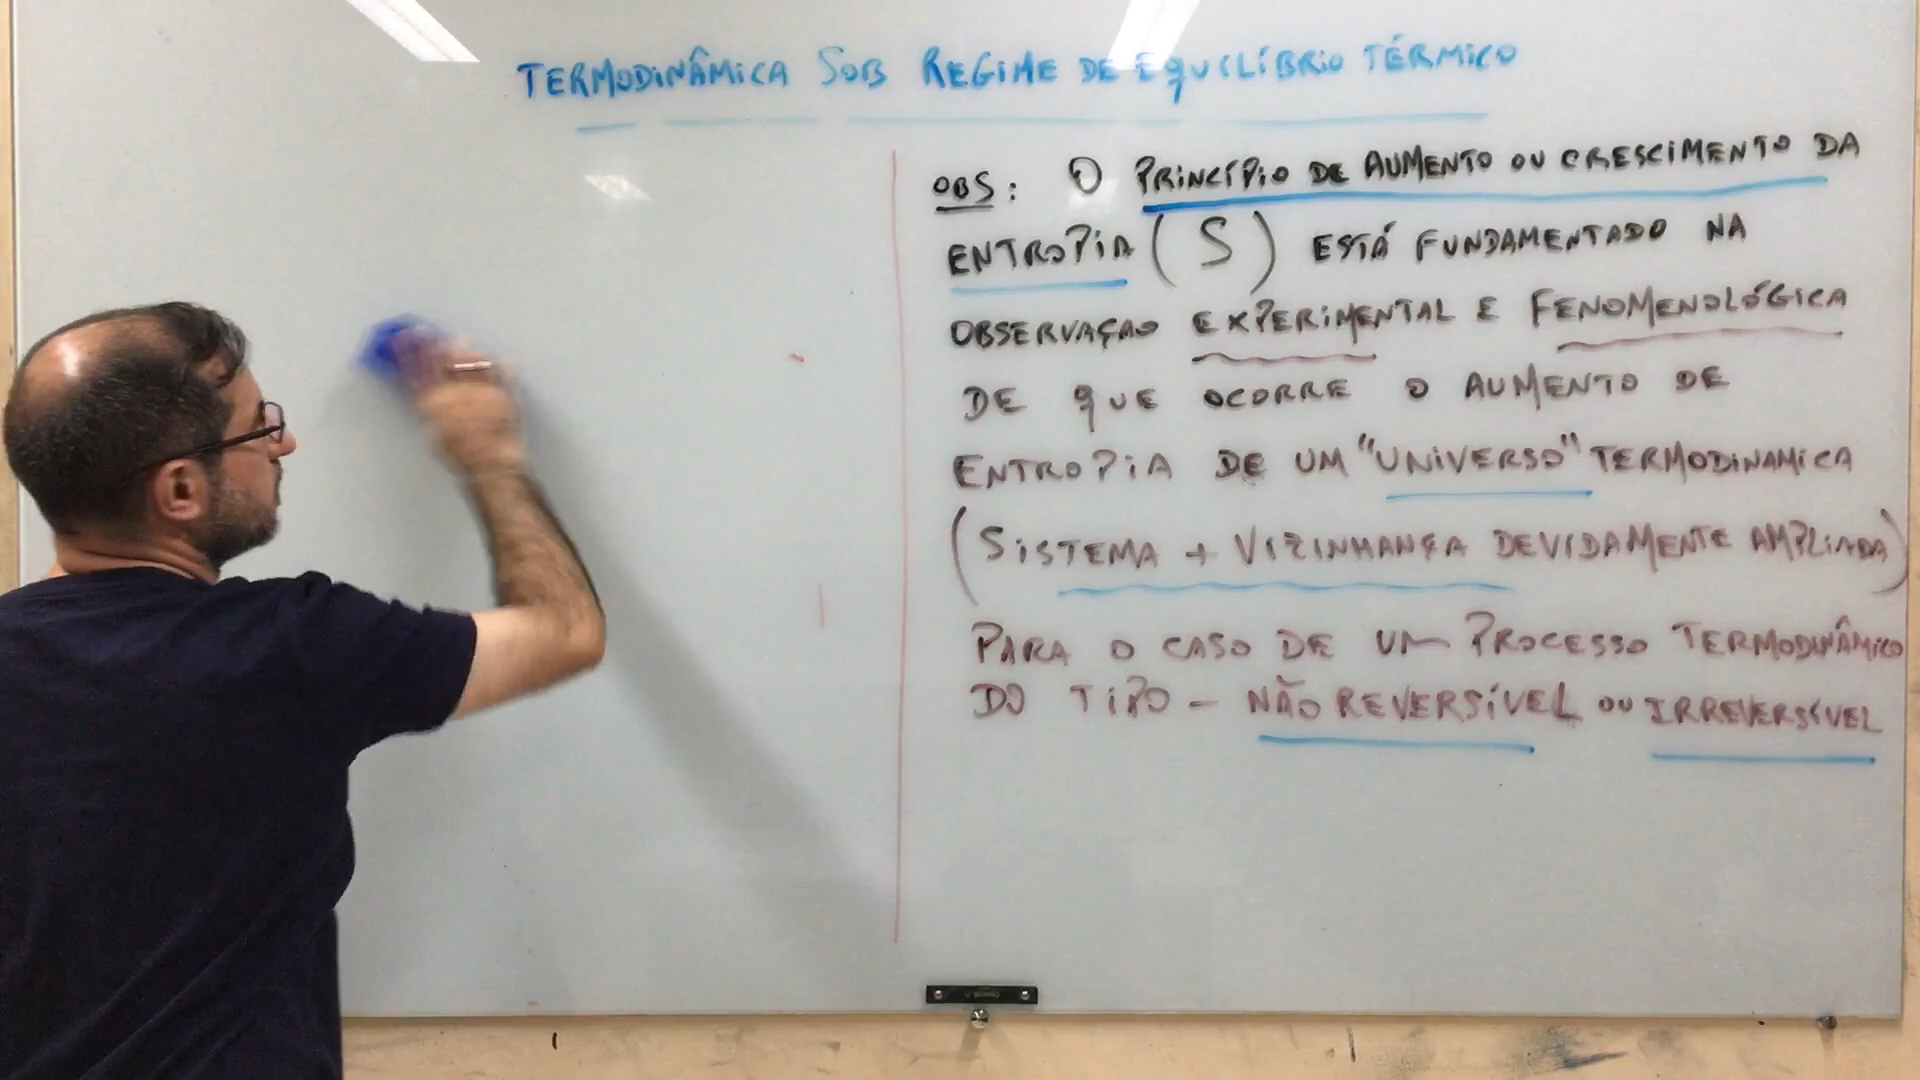 TERMODINÂMICA SOB REGIME DE EQUILÍBRIO TÉRMICO
OBS: O PRINCÍPIO DE AUMENTO OU CRESCIMENTO DA
ENTROPIA (S) ESTÁ FUNDAMENTADO NA
OBSERVAÇÃO EXPERIMENTAL E FENOMENOLÓGICA
DE QUE OCORRE O AUMENTO DE
ENTROPIA DE UM "UNIVERSO" TERMODINAMICA
(SISTEMA + VIZINHANÇA DEVIDAMENTE AMPLIADA)
PARA O CASO DE UM PROCESSO TERMODINÂMICO
DO TIPO - NÃO REVERSÍVEL OU IRREVERSÍVEL